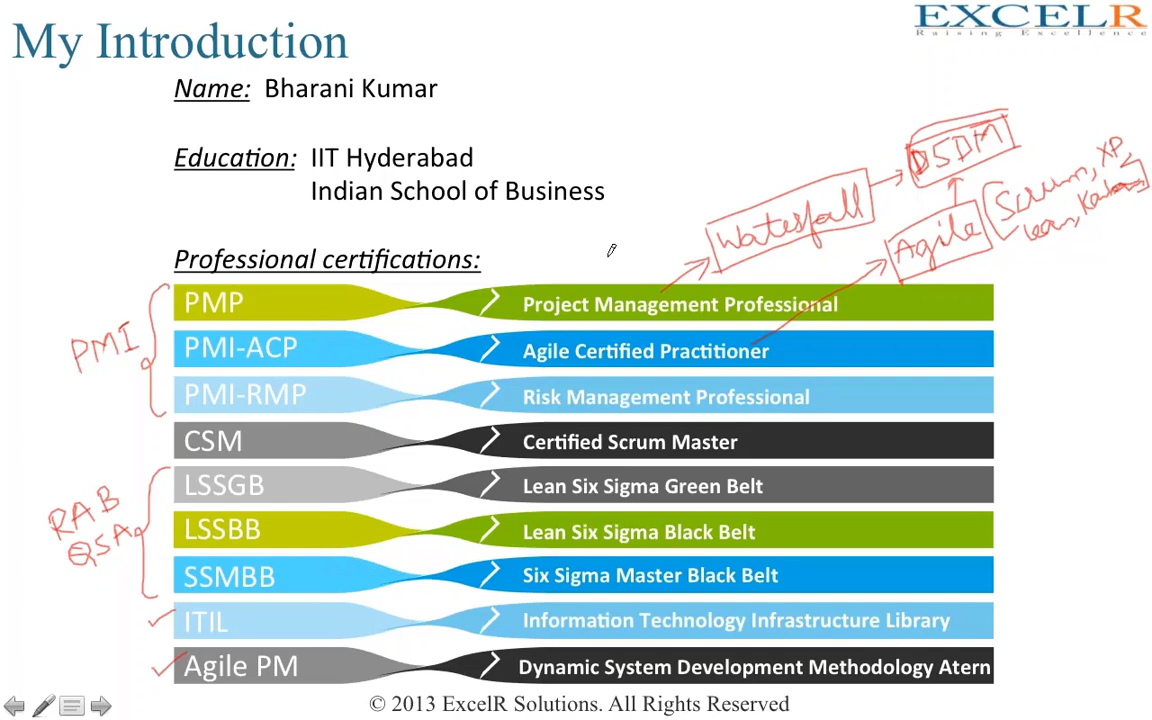 My Introduction
EXCELR
Raising Excellence
Name: Bharani Kumar
Education: IIT Hyderabad
Indian School of Business
DSDM
Waterfall
Agile
Scrum, XP,
Lean, Kanban
Professional certifications:
PMI
PMP Project Management Professional
PMI-ACP Agile Certified Practitioner
PMI-RMP Risk Management Professional
CSM Certified Scrum Master
RAB
QSA
LSSGB Lean Six Sigma Green Belt
LSSBB Lean Six Sigma Black Belt
SSMBB Six Sigma Master Black Belt
ITIL Information Technology Infrastructure Library
Agile PM Dynamic System Development Methodology Atern
© 2013 ExcelR Solutions. All Rights Reserved